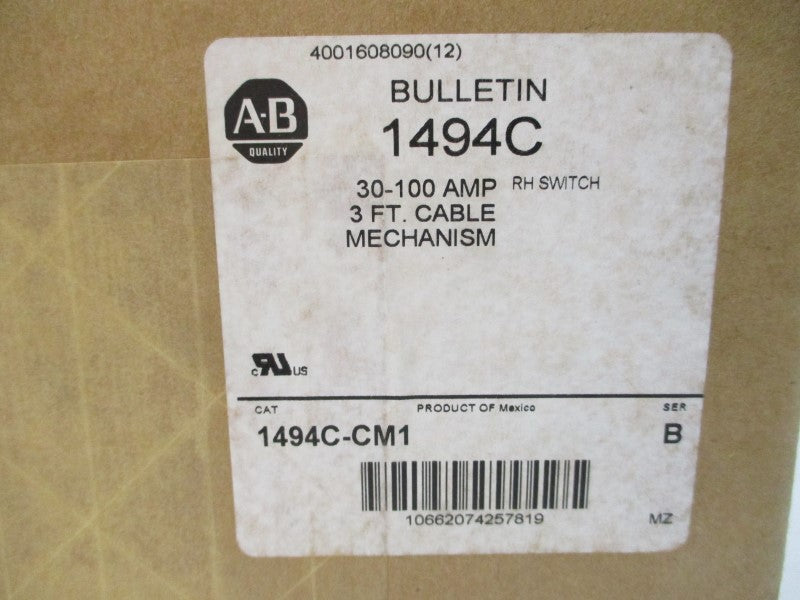 4001608090(12)
A-B
QUALITY
BULLETIN
1494C
30-100 AMP RH SWITCH
3 FT. CABLE
MECHANISM
c RU US
CAT PRODUCT OF Mexico SER
1494C-CM1 B
10662074257819 MZ